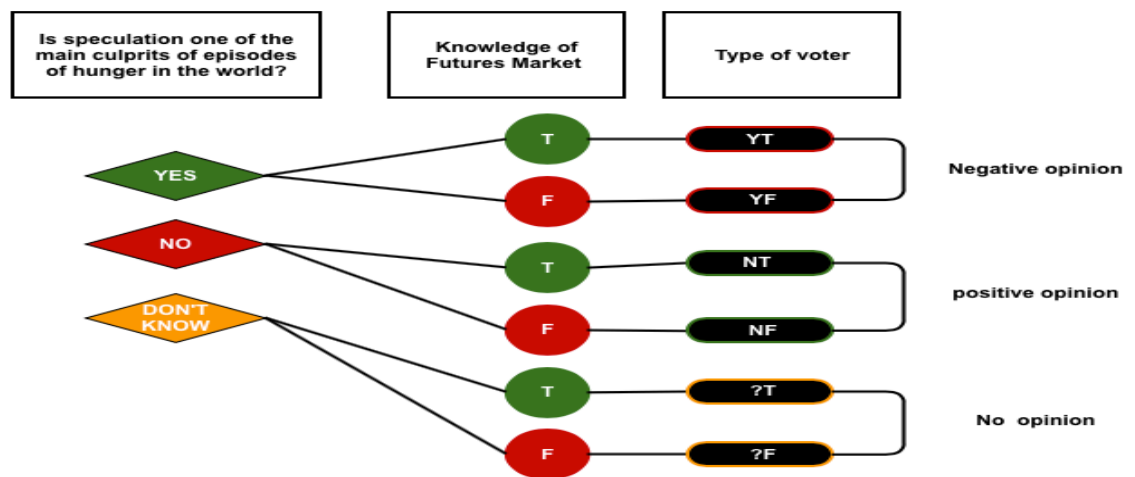 Is speculation one of the
main culprits of episodes
of hunger in the world?
Knowledge of
Futures Market
Type of voter
YES
T
YT
F
YF
Negative opinion
NO
T
NT
F
NF
positive opinion
DON'T
KNOW
T
?T
F
?F
No opinion